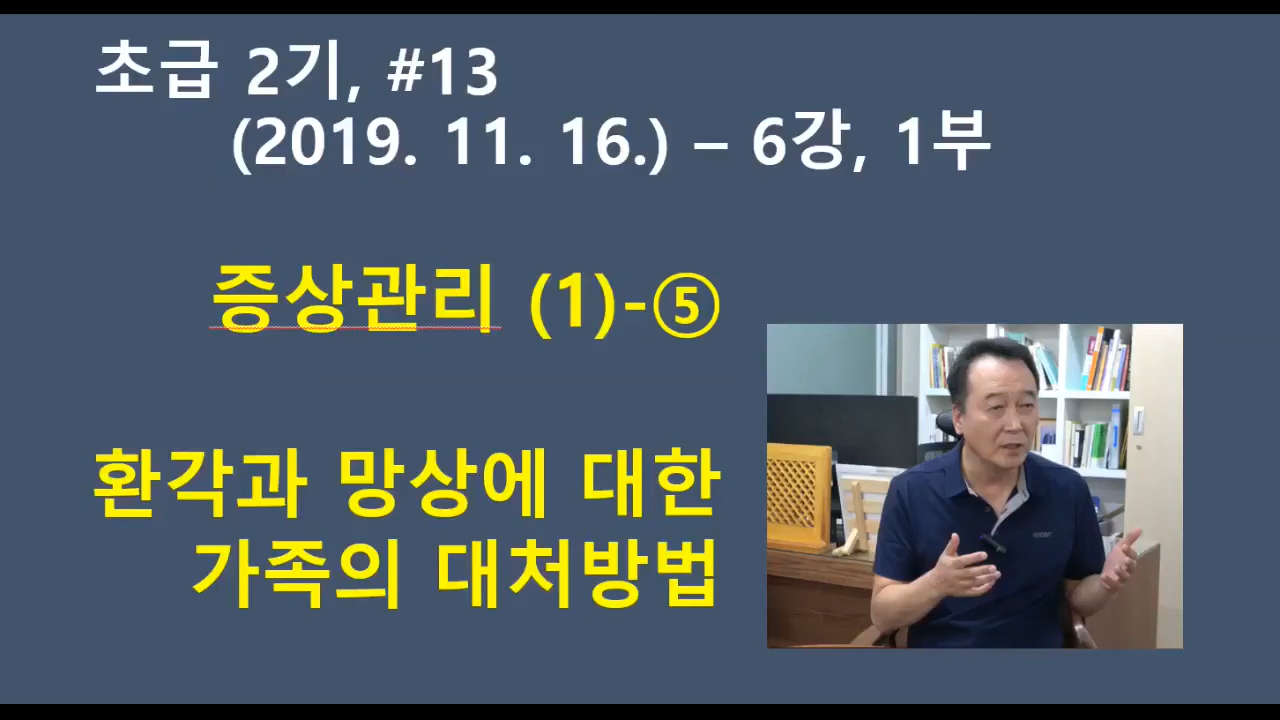 초급 2기, #13
(2019. 11. 16.) – 6강, 1부
증상관리 (1)-⑤
환각과 망상에 대한
가족의 대처방법